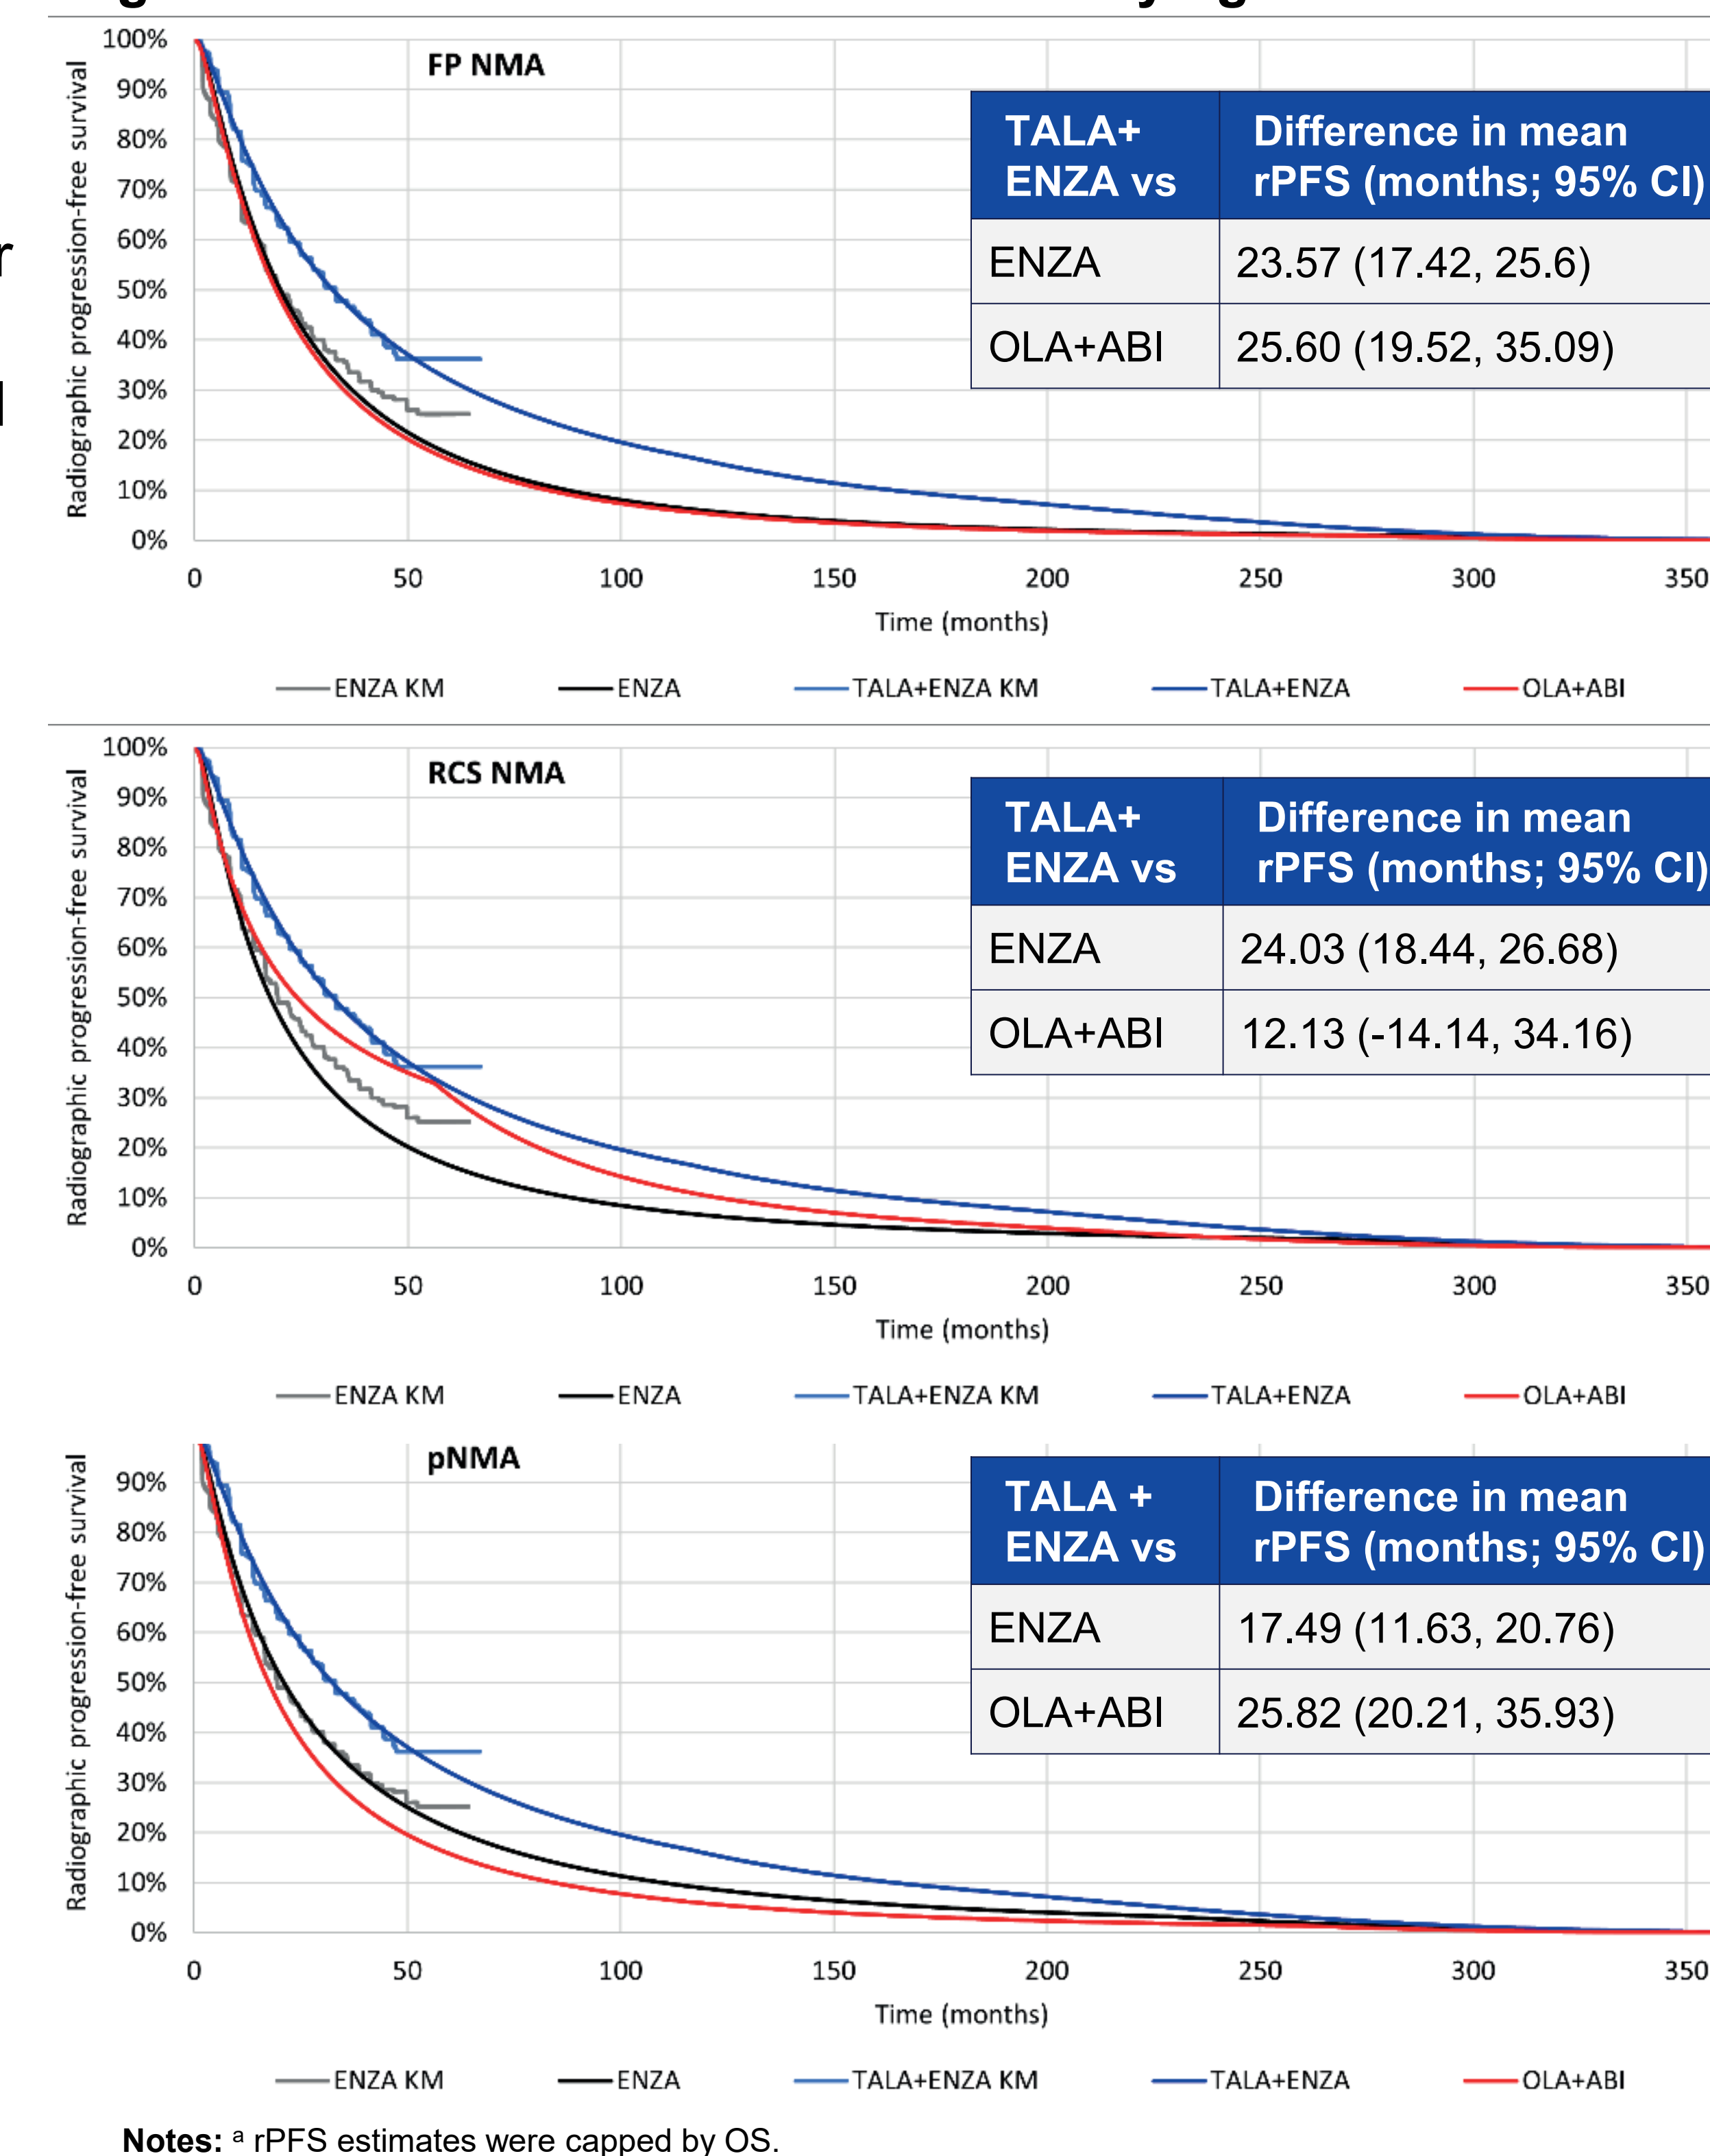 FP NMA
Radiographic progression-free survival
100%
90%
80%
70%
60%
50%
40%
30%
20%
10%
0%
0 50 100 150 200 250 300 350
Time (months)
TALA+
ENZA vs
Difference in mean
rPFS (months; 95% CI)
ENZA 23.57 (17.42, 25.6)
OLA+ABI 25.60 (19.52, 35.09)
ENZA KM ENZA TALA+ENZA KM TALA+ENZA OLA+ABI
RCS NMA
Radiographic progression-free survival
100%
90%
80%
70%
60%
50%
40%
30%
20%
10%
0%
0 50 100 150 200 250 300 350
Time (months)
TALA+
ENZA vs
Difference in mean
rPFS (months; 95% CI)
ENZA 24.03 (18.44, 26.68)
OLA+ABI 12.13 (-14.14, 34.16)
ENZA KM ENZA TALA+ENZA KM TALA+ENZA OLA+ABI
pNMA
Radiographic progression-free survival
90%
80%
70%
60%
50%
40%
30%
20%
10%
0%
0 50 100 150 200 250 300 350
Time (months)
TALA +
ENZA vs
Difference in mean
rPFS (months; 95% CI)
ENZA 17.49 (11.63, 20.76)
OLA+ABI 25.82 (20.21, 35.93)
ENZA KM ENZA TALA+ENZA KM TALA+ENZA OLA+ABI
Notes: ᵃ rPFS estimates were capped by OS.